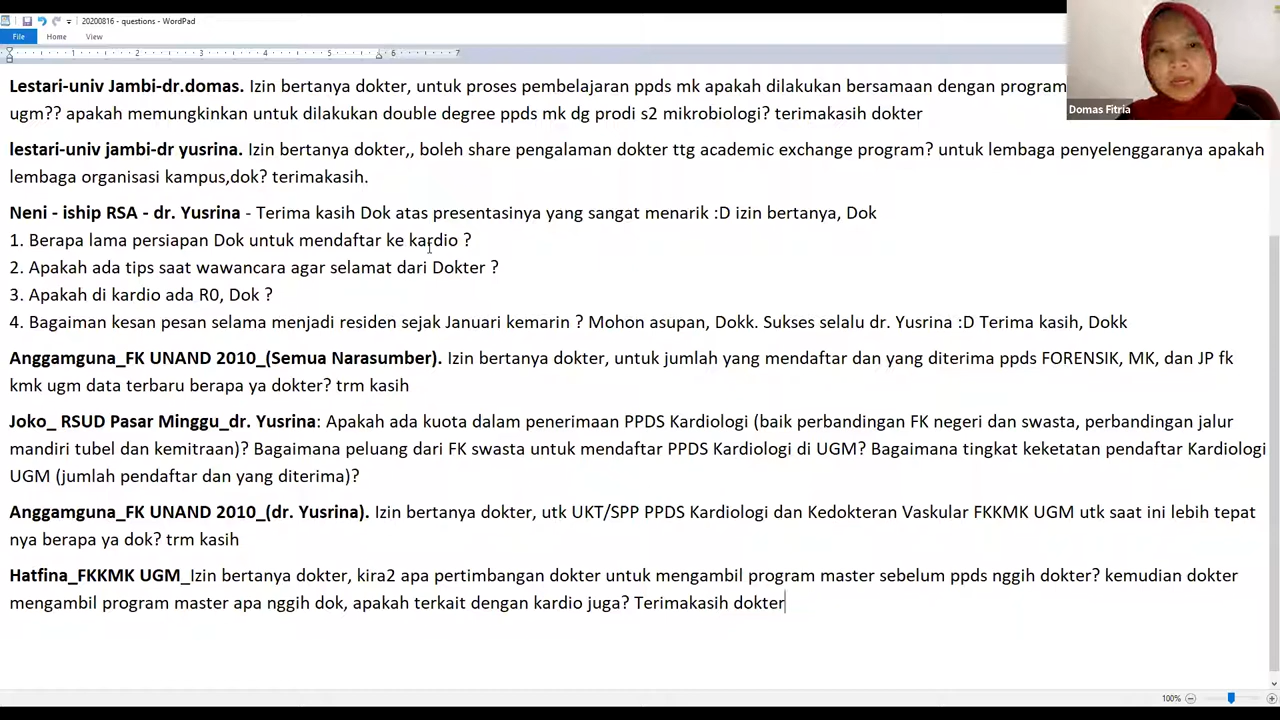 20200816 - questions - WordPad
File Home View
1 2 3 4 5 6 7
Lestari-univ Jambi-dr.domas. Izin bertanya dokter, untuk proses pembelajaran ppds mk apakah dilakukan bersamaan dengan program
ugm?? apakah memungkinkan untuk dilakukan double degree ppds mk dg prodi s2 mikrobiologi? terimakasih dokter
lestari-univ jambi-dr yusrina. Izin bertanya dokter,, boleh share pengalaman dokter ttg academic exchange program? untuk lembaga penyelenggaranya apakah
lembaga organisasi kampus,dok? terimakasih.
Neni - iship RSA - dr. Yusrina - Terima kasih Dok atas presentasinya yang sangat menarik :D izin bertanya, Dok
1. Berapa lama persiapan Dok untuk mendaftar ke kardio ?
2. Apakah ada tips saat wawancara agar selamat dari Dokter ?
3. Apakah di kardio ada R0, Dok ?
4. Bagaiman kesan pesan selama menjadi residen sejak Januari kemarin ? Mohon asupan, Dokk. Sukses selalu dr. Yusrina :D Terima kasih, Dokk
Anggamguna_FK UNAND 2010_(Semua Narasumber). Izin bertanya dokter, untuk jumlah yang mendaftar dan yang diterima ppds FORENSIK, MK, dan JP fk
kmk ugm data terbaru berapa ya dokter? trm kasih
Joko_ RSUD Pasar Minggu_dr. Yusrina: Apakah ada kuota dalam penerimaan PPDS Kardiologi (baik perbandingan FK negeri dan swasta, perbandingan jalur
mandiri tubel dan kemitraan)? Bagaimana peluang dari FK swasta untuk mendaftar PPDS Kardiologi di UGM? Bagaimana tingkat keketatan pendaftar Kardiologi
UGM (jumlah pendaftar dan yang diterima)?
Anggamguna_FK UNAND 2010_(dr. Yusrina). Izin bertanya dokter, utk UKT/SPP PPDS Kardiologi dan Kedokteran Vaskular FKKMK UGM utk saat ini lebih tepat
nya berapa ya dok? trm kasih
Hatfina_FKKMK UGM_Izin bertanya dokter, kira2 apa pertimbangan dokter untuk mengambil program master sebelum ppds nggih dokter? kemudian dokter
mengambil program master apa nggih dok, apakah terkait dengan kardio juga? Terimakasih dokter
Domas Fitria
100%